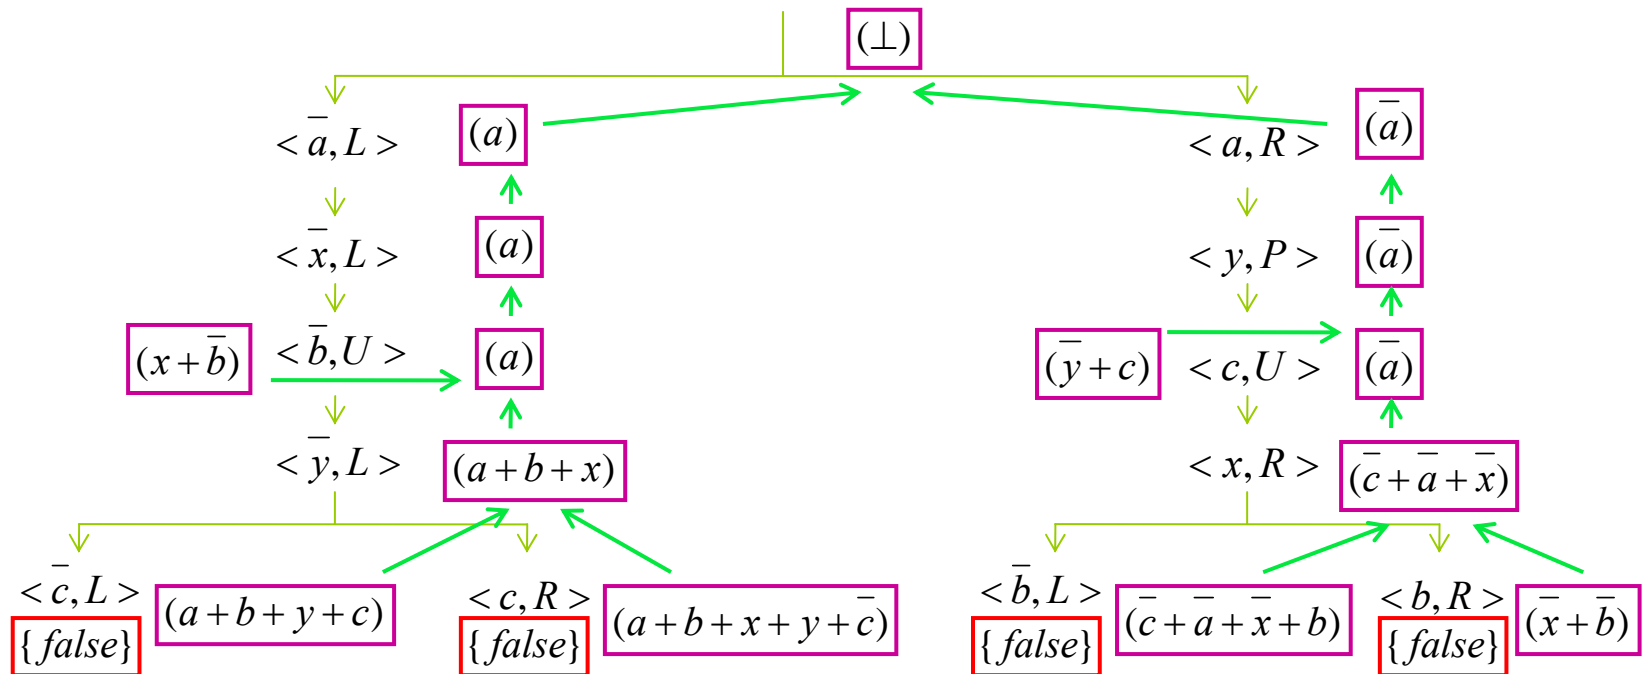 (⊥)
< a̅, L > (a) < a, R > (a̅)
< x̅, L > (a) < y, P > (a̅)
(x + b̅) < b̅, U > (a) (y̅ + c) < c, U > (a̅)
< y̅, L > (a + b + x) < x, R > (c̅ + a̅ + x̅)
< c̅, L > (a + b + y + c) < c, R > (a + b + x + y + c̅) < b̅, L > (c̅ + a̅ + x̅ + b) < b, R > (x̅ + b̅)
{false} {false} {false} {false}